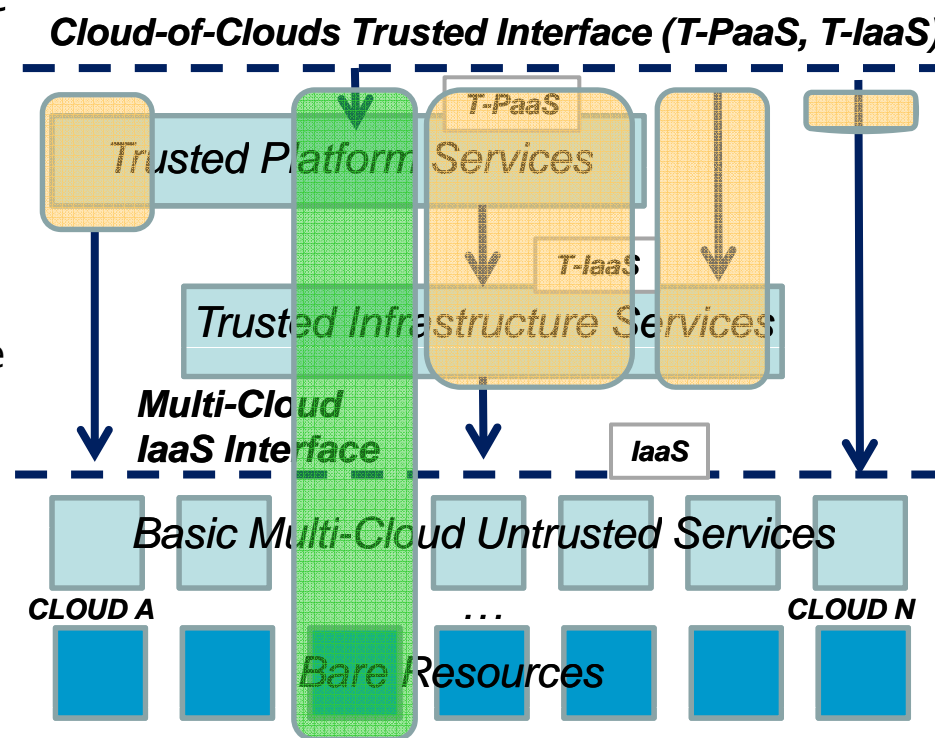 Cloud-of-Clouds Trusted Interface (T-PaaS, T-IaaS)
T-PaaS
Trusted Platform Services
T-IaaS
Trusted Infrastructure Services
Multi-Cloud
IaaS Interface
IaaS
Basic Multi-Cloud Untrusted Services
CLOUD A
...
CLOUD N
Bare Resources